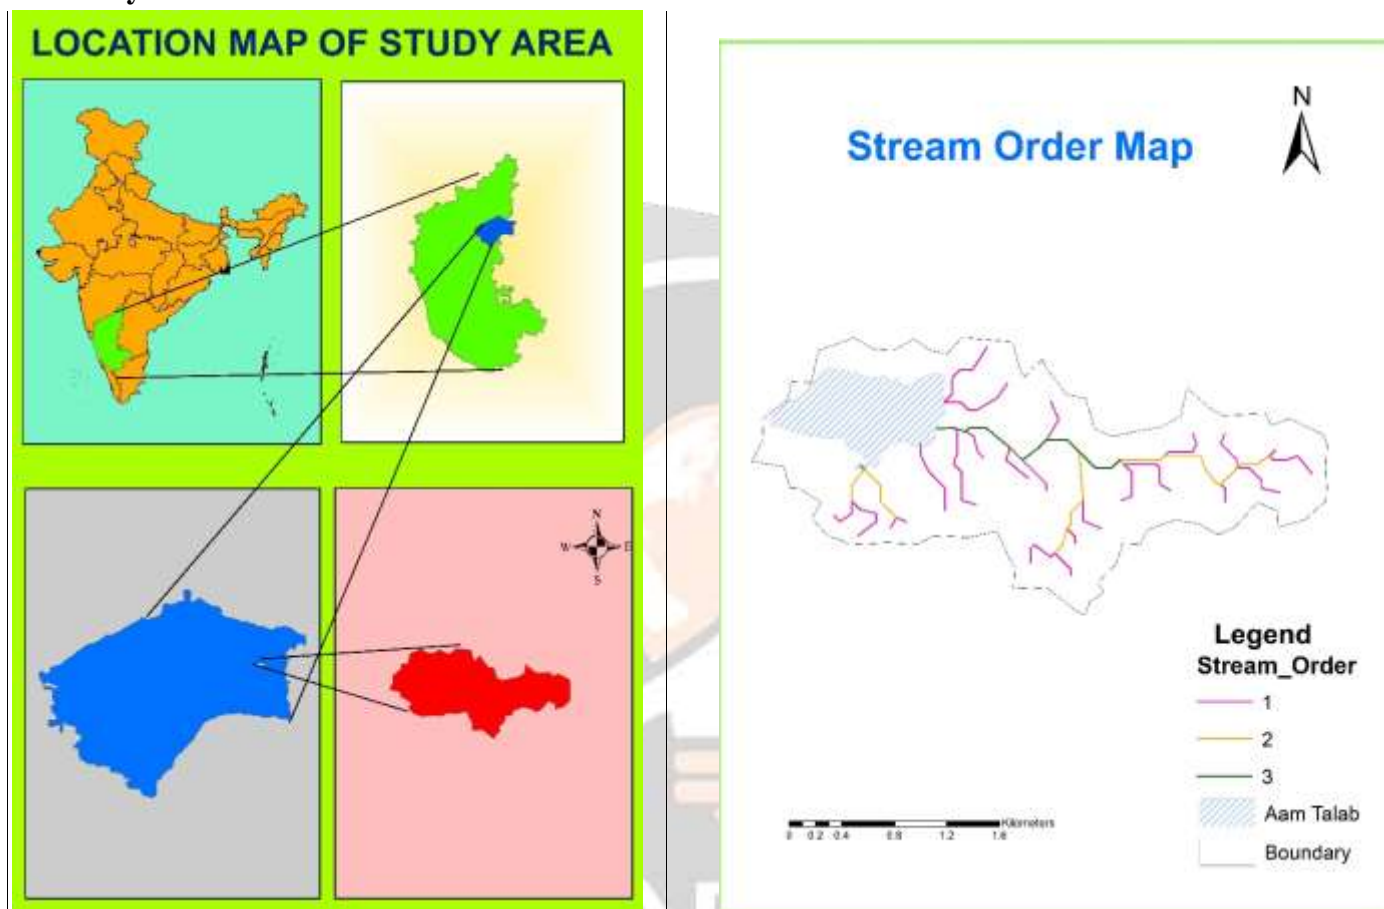 LOCATION MAP OF STUDY AREA
N
W
E
S
N
Stream Order Map
Legend
Stream_Order
1
2
3
Aam Talab
Boundary
Kilometers
0 0.2 0.4 0.8 1.2 1.6